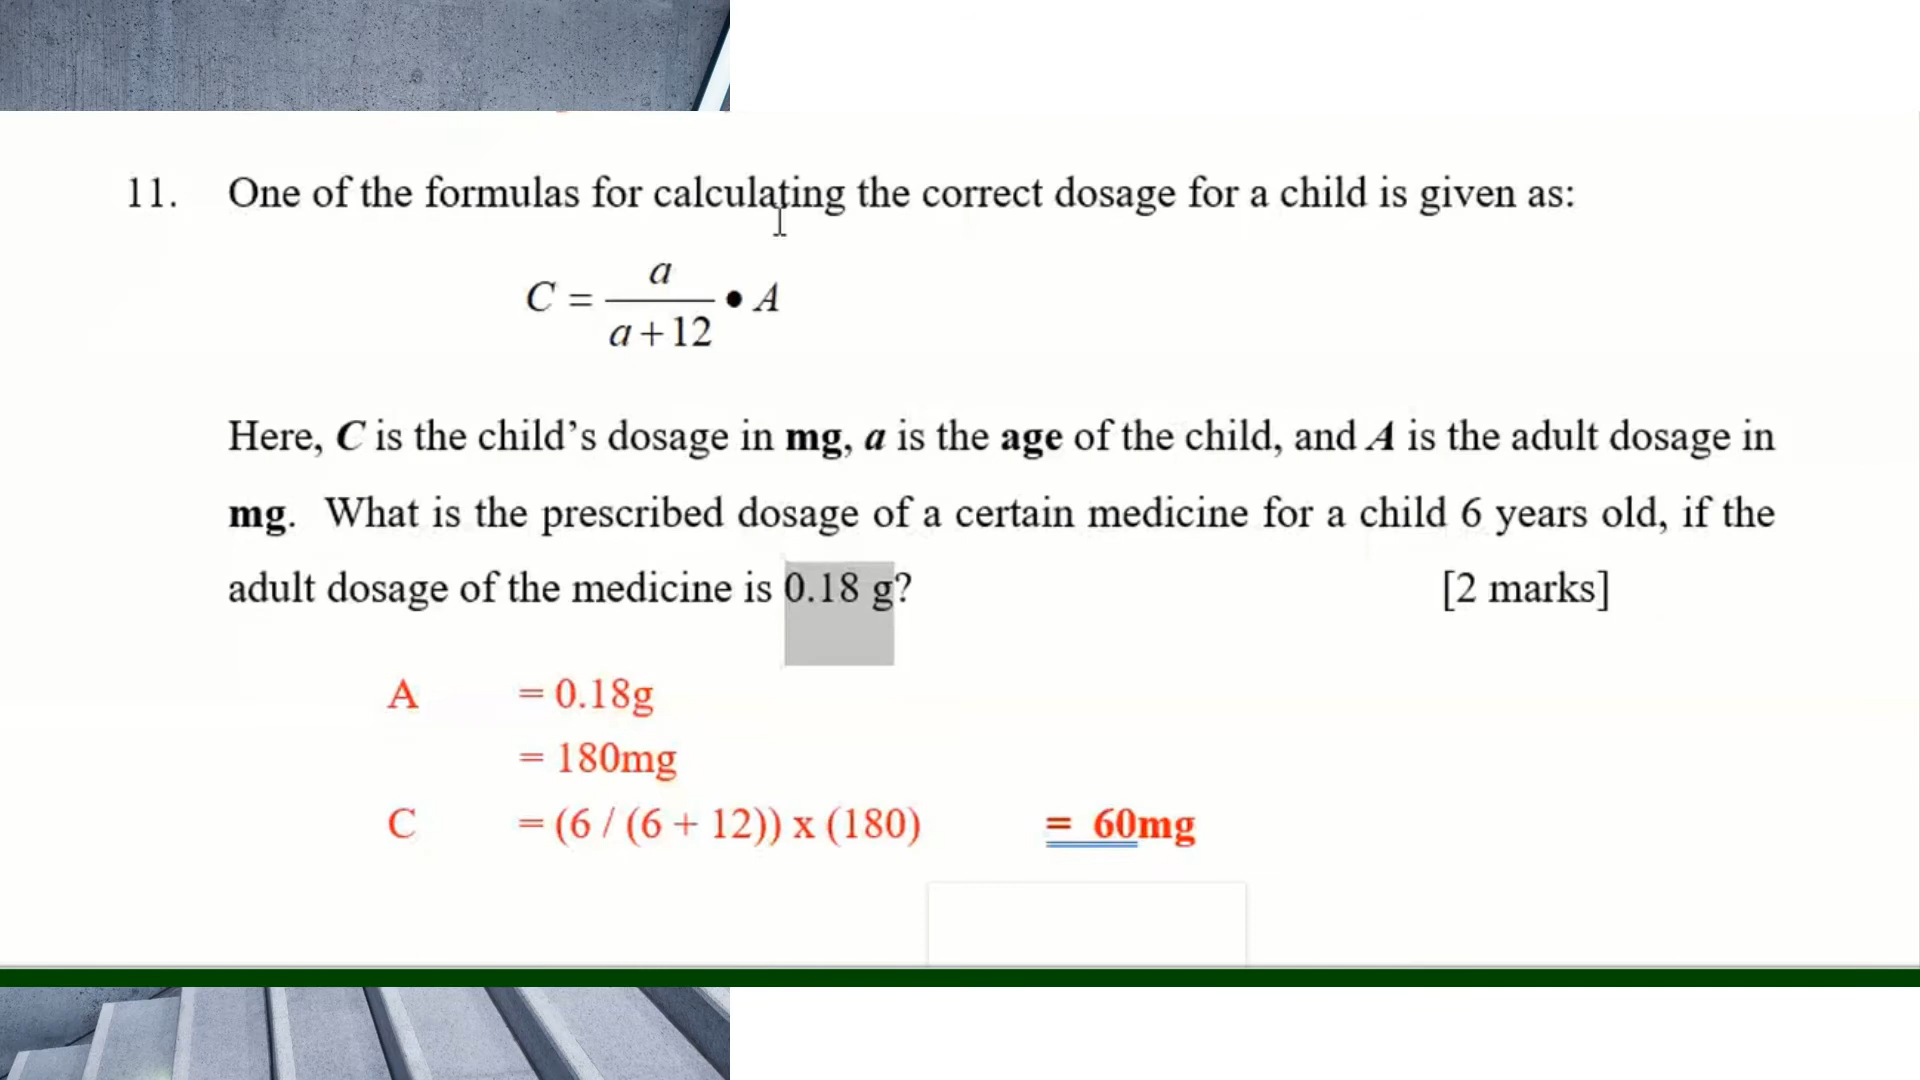 11. One of the formulas for calculating the correct dosage for a child is given as:
C = a / (a+12) • A
Here, C is the child’s dosage in mg, a is the age of the child, and A is the adult dosage in
mg. What is the prescribed dosage of a certain medicine for a child 6 years old, if the
adult dosage of the medicine is 0.18 g? [2 marks]
A = 0.18g
= 180mg
C = (6 / (6 + 12)) x (180) = 60mg